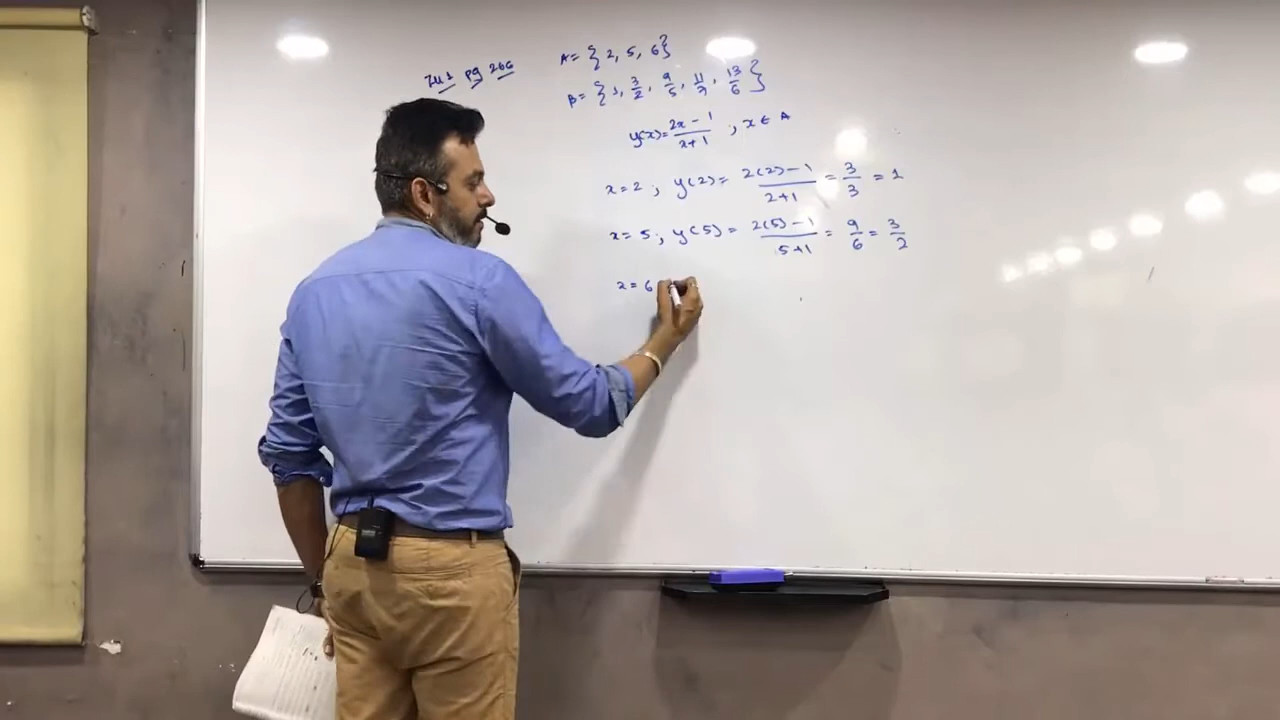 Ill 1 pg 266
A = { 2, 5, 6 }
B = { 1, 3/2, 9/5, 11/7, 13/6 }
y(x) = (2x - 1)/(x + 1) , x ∈ A
x = 2 ; y(2) = (2(2) - 1)/(2 + 1) = 3/3 = 1
x = 5 ; y(5) = (2(5) - 1)/(5 + 1) = 9/6 = 3/2
x = 6